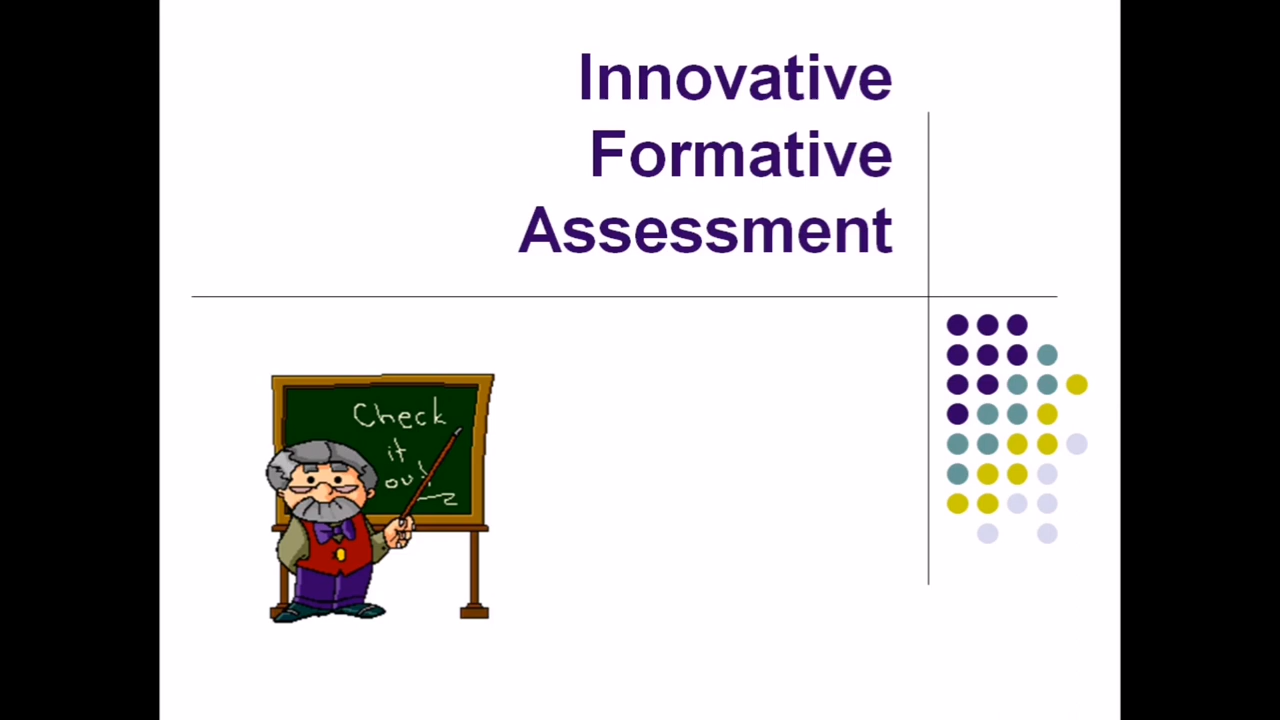 Innovative
Formative
Assessment
Check
it
out